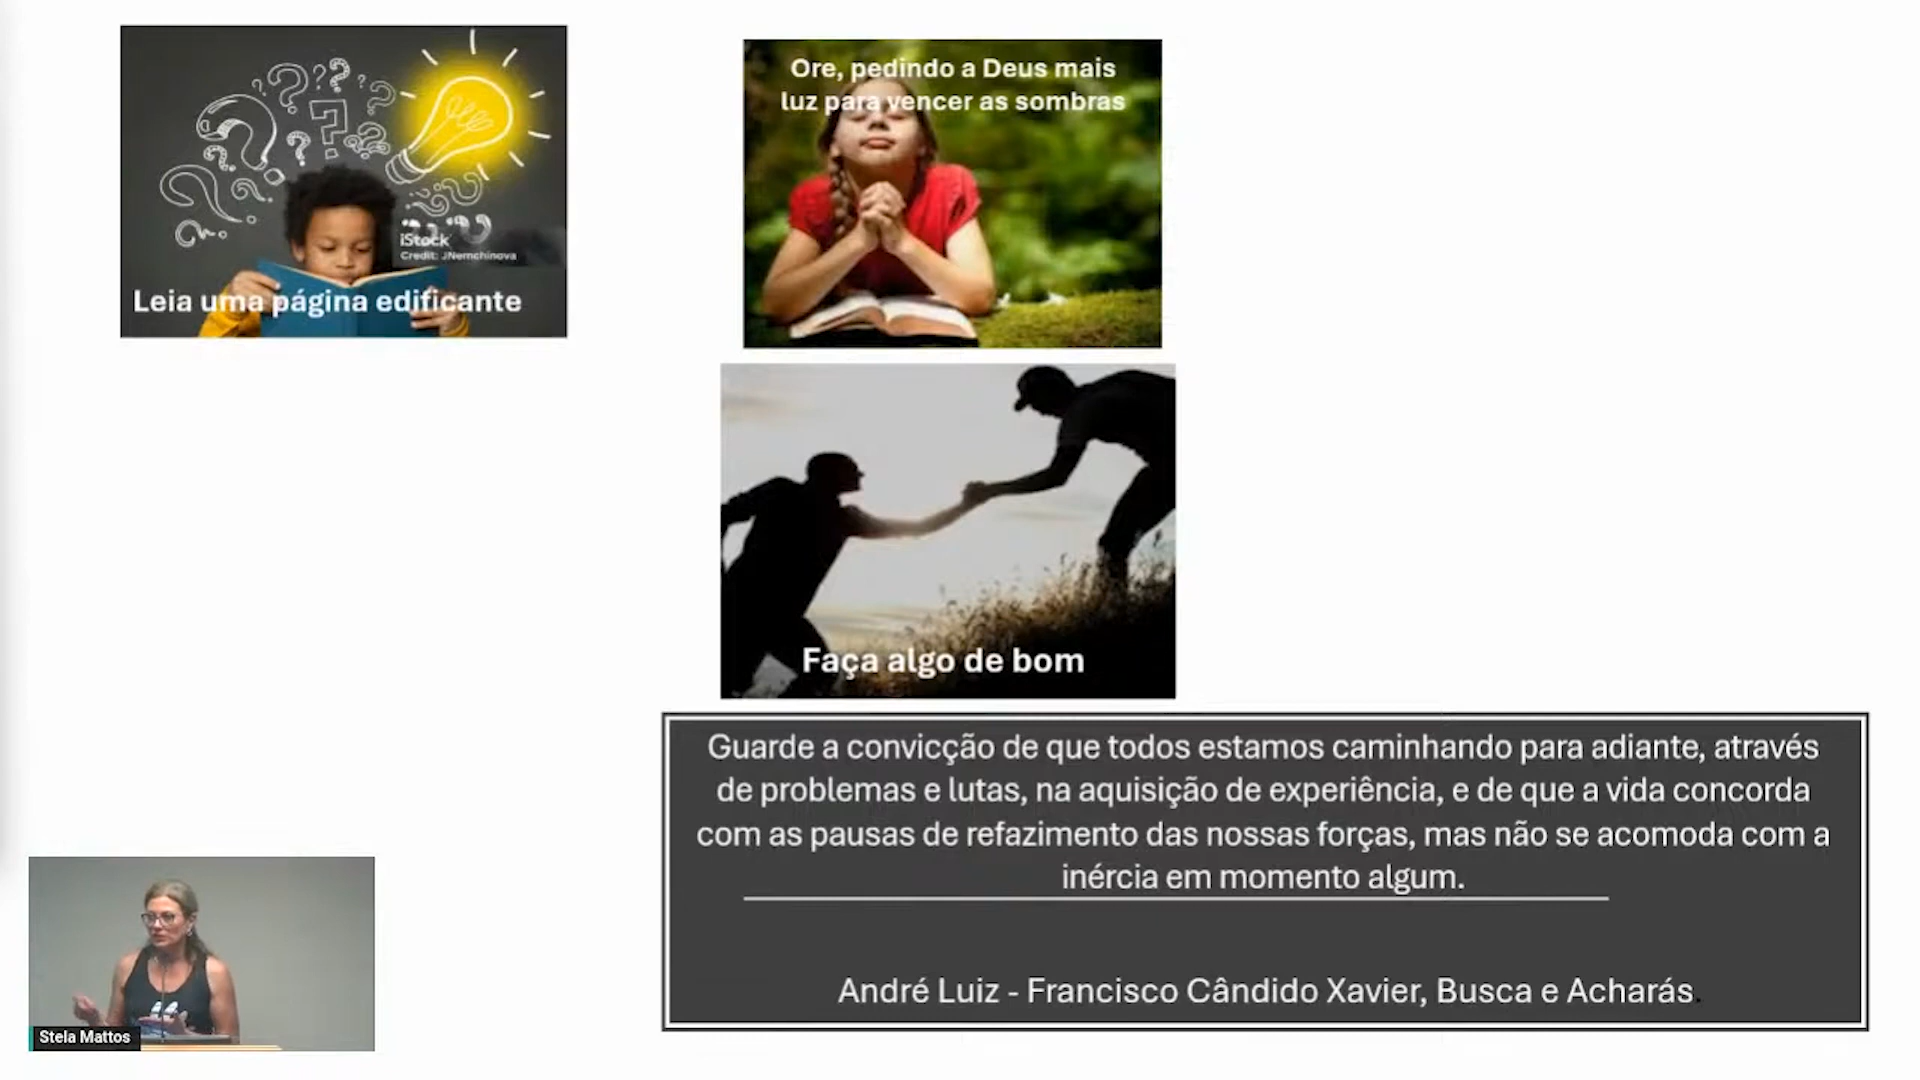 iStock
Credit: JNemchinova
Leia uma página edificante
Ore, pedindo a Deus mais
luz para vencer as sombras
Faça algo de bom
Guarde a convicção de que todos estamos caminhando para adiante, através
de problemas e lutas, na aquisição de experiência, e de que a vida concorda
com as pausas de refazimento das nossas forças, mas não se acomoda com a
inércia em momento algum.
André Luiz - Francisco Cândido Xavier, Busca e Acharás.
Stela Mattos